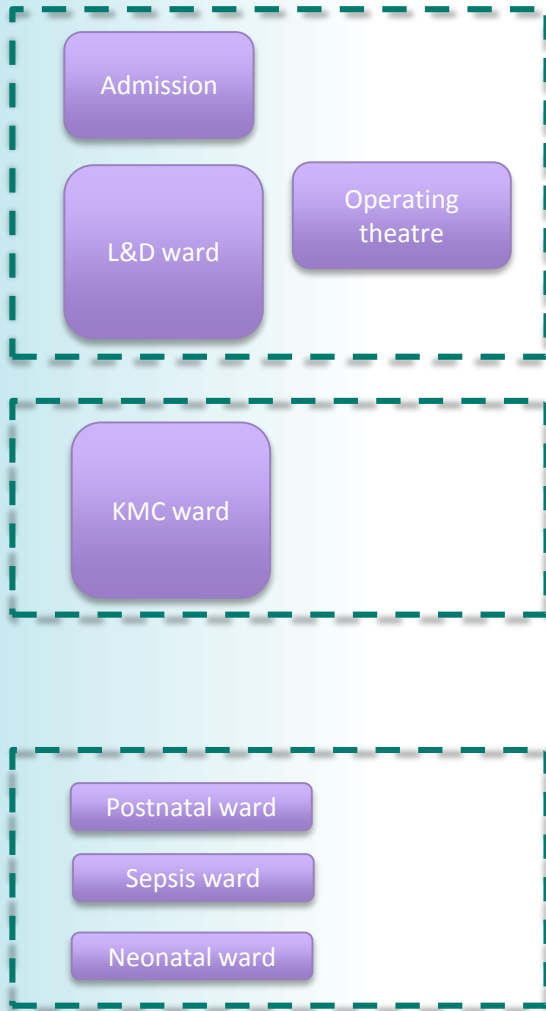 Admission
L&D ward
Operating
theatre
KMC ward
Postnatal ward
Sepsis ward
Neonatal ward